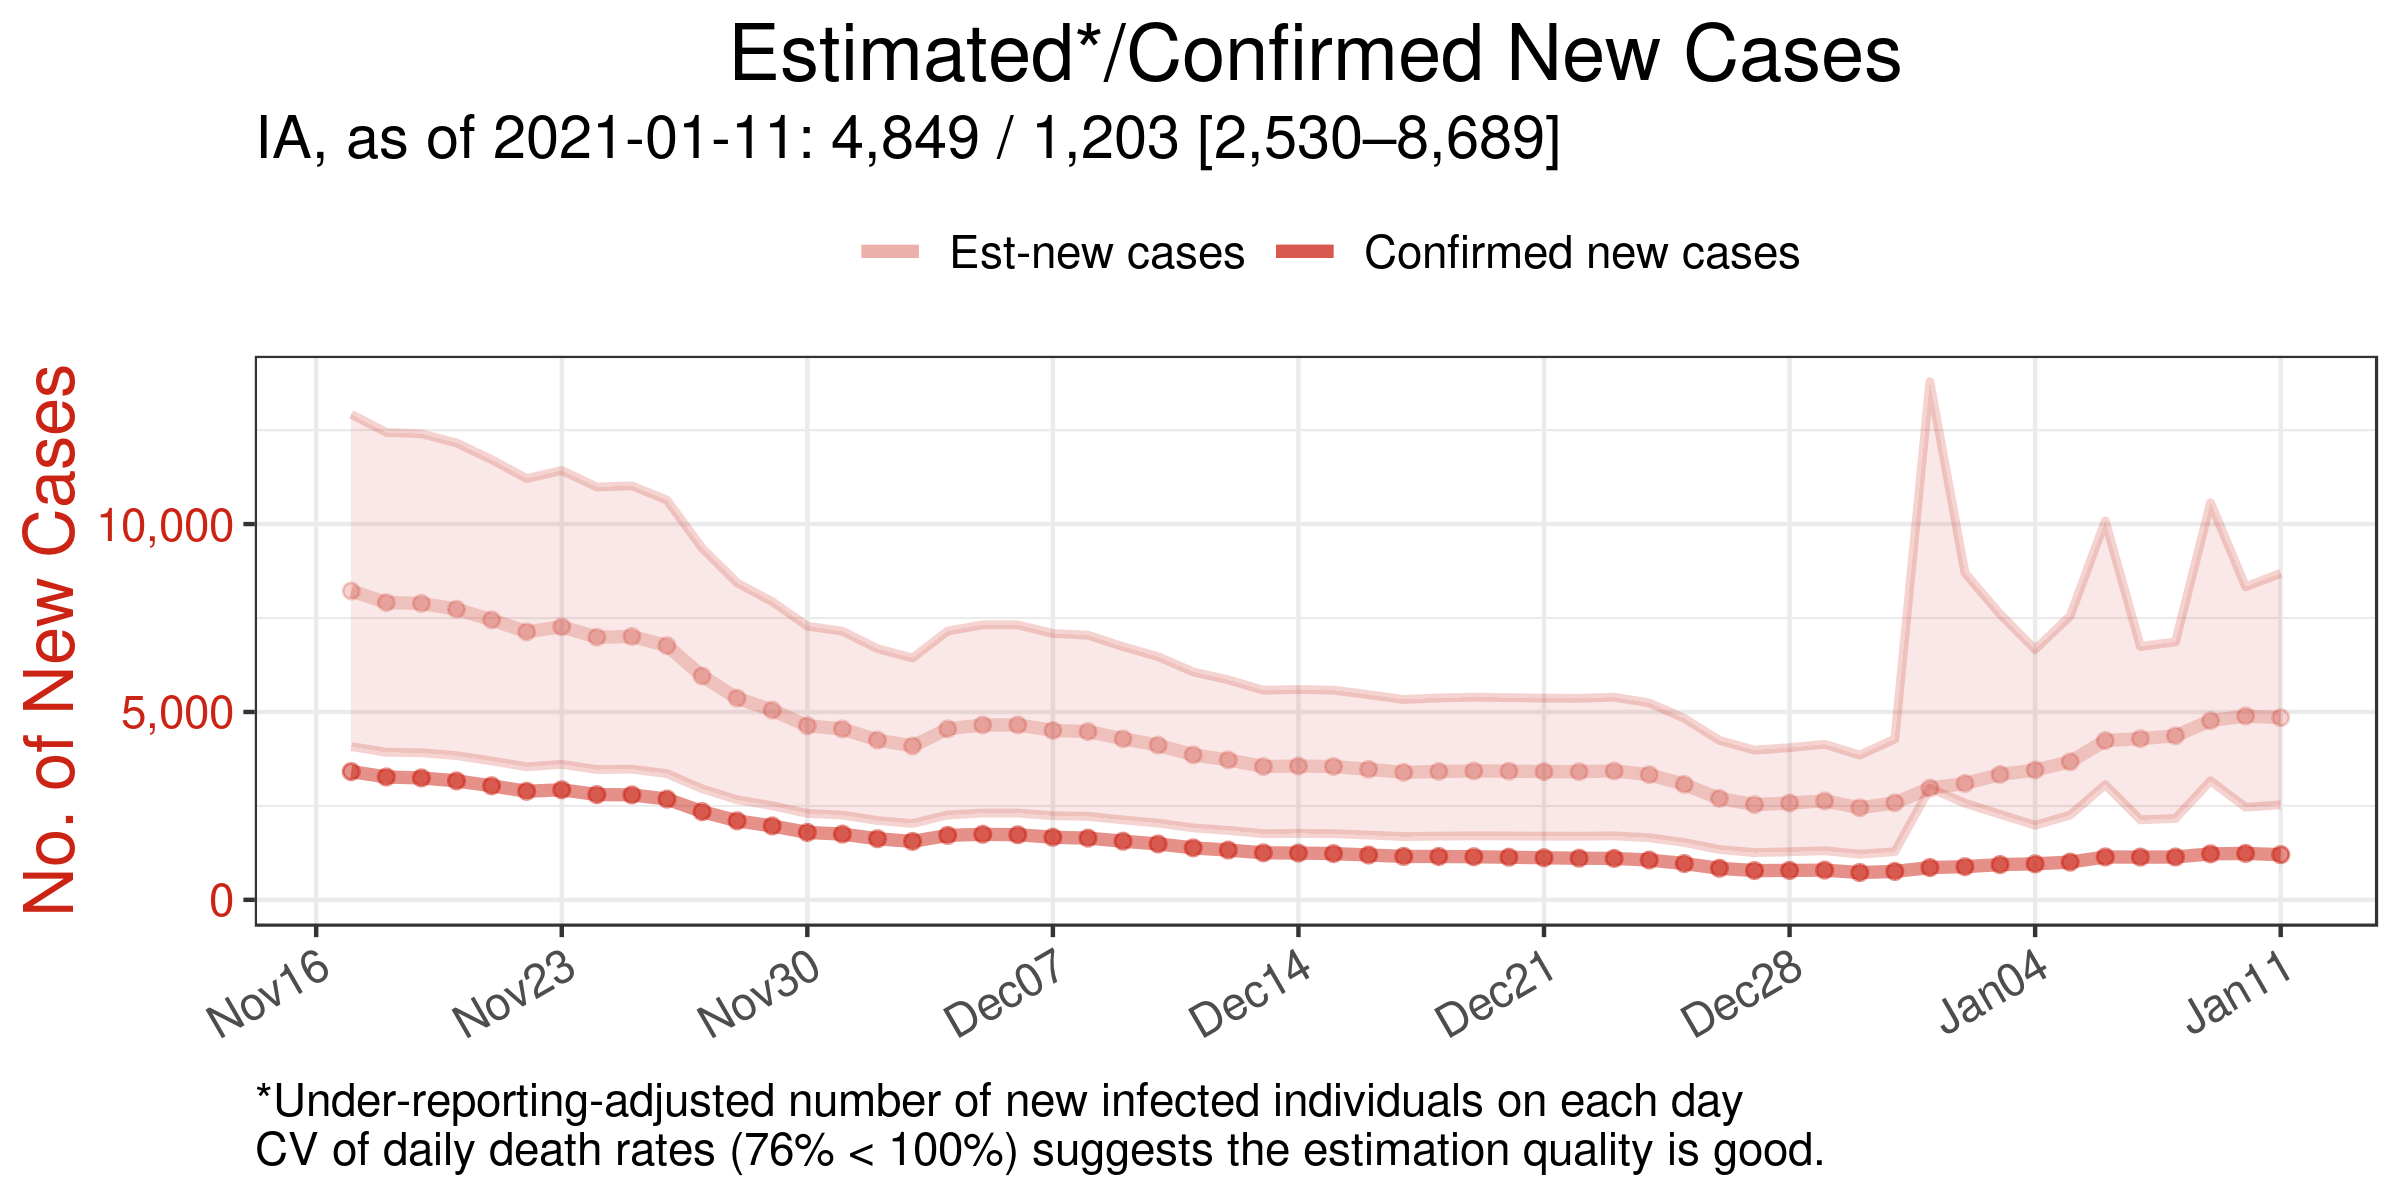 Estimated*/Confirmed New Cases
IA, as of 2021-01-11: 4,849 / 1,203 [2,530–8,689]
Est-new cases
Confirmed new cases
No. of New Cases
10,000
5,000
0
Nov16
Nov23
Nov30
Dec07
Dec14
Dec21
Dec28
Jan04
Jan11
*Under-reporting-adjusted number of new infected individuals on each day
CV of daily death rates (76% < 100%) suggests the estimation quality is good.